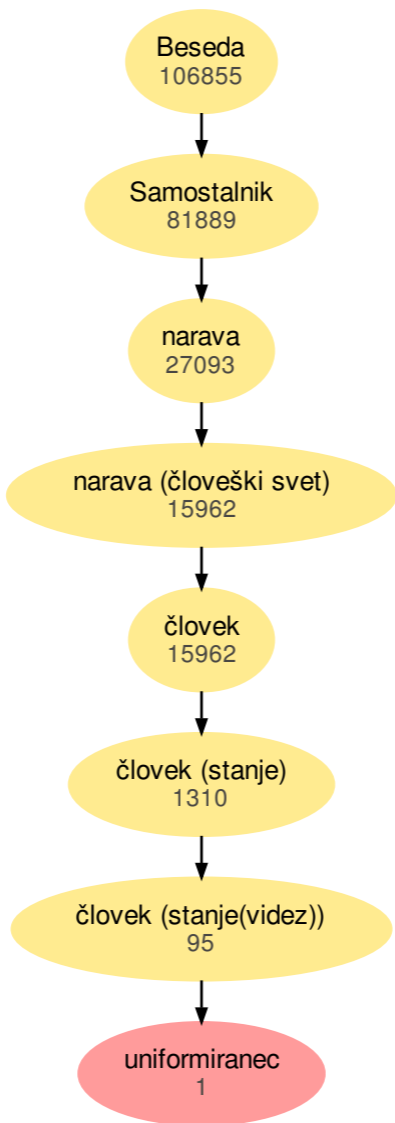 Beseda
106855
Samostalnik
81889
narava
27093
narava (človeški svet)
15962
človek
15962
človek (stanje)
1310
človek (stanje(videz))
95
uniformiranec
1